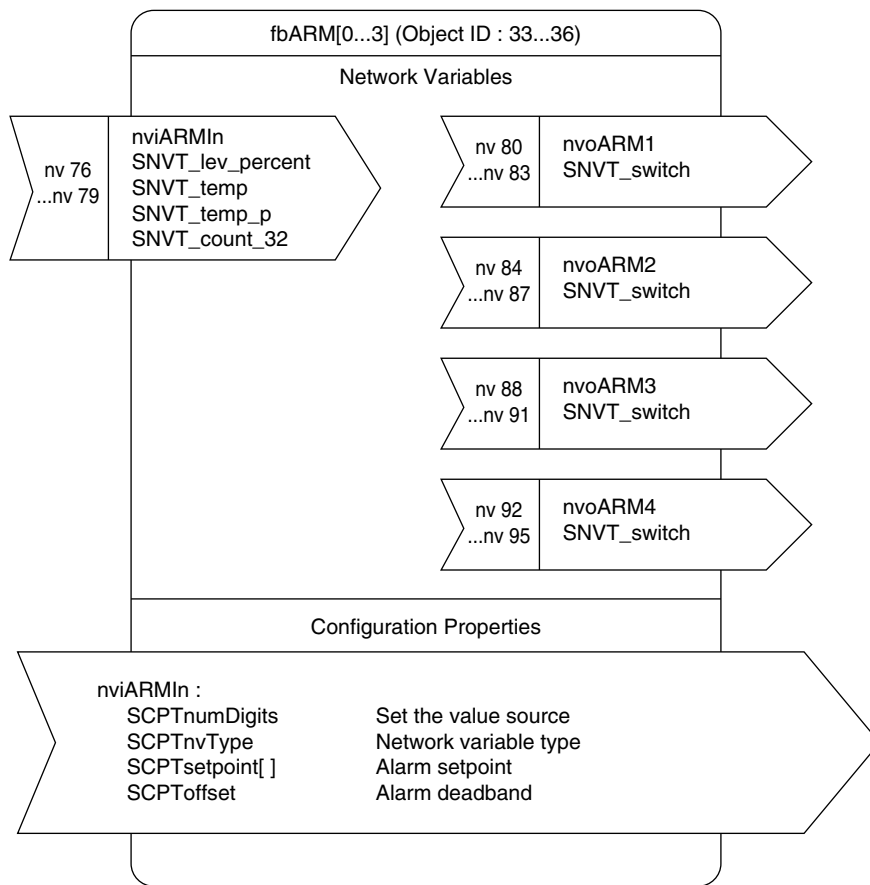 fbARM[0...3] (Object ID : 33...36)
Network Variables
nv 76
...nv 79
nviARMIn
SNVT_lev_percent
SNVT_temp
SNVT_temp_p
SNVT_count_32
nv 80
...nv 83
nvoARM1
SNVT_switch
nv 84
...nv 87
nvoARM2
SNVT_switch
nv 88
...nv 91
nvoARM3
SNVT_switch
nv 92
...nv 95
nvoARM4
SNVT_switch
Configuration Properties
nviARMIn :
SCPTnumDigits Set the value source
SCPTnvType Network variable type
SCPTsetpoint[ ] Alarm setpoint
SCPToffset Alarm deadband